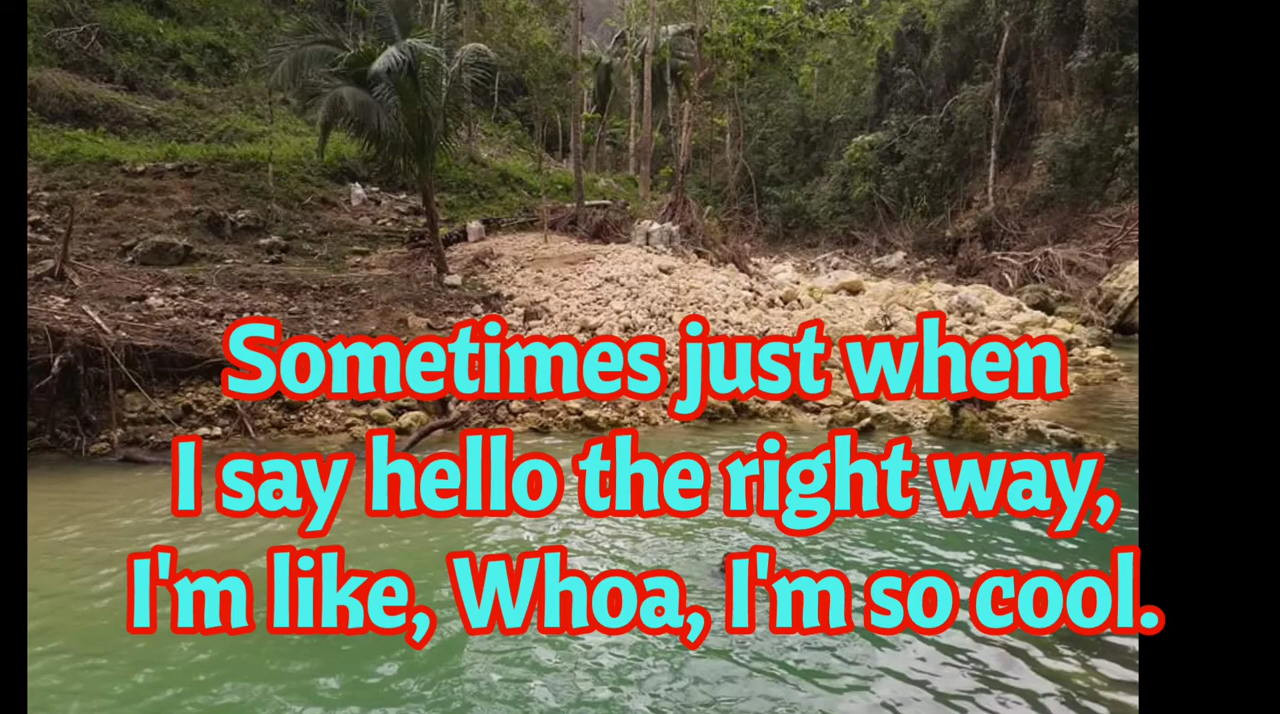 Sometimes just when
I say hello the right way,
I'm like, Whoa, I'm so cool.